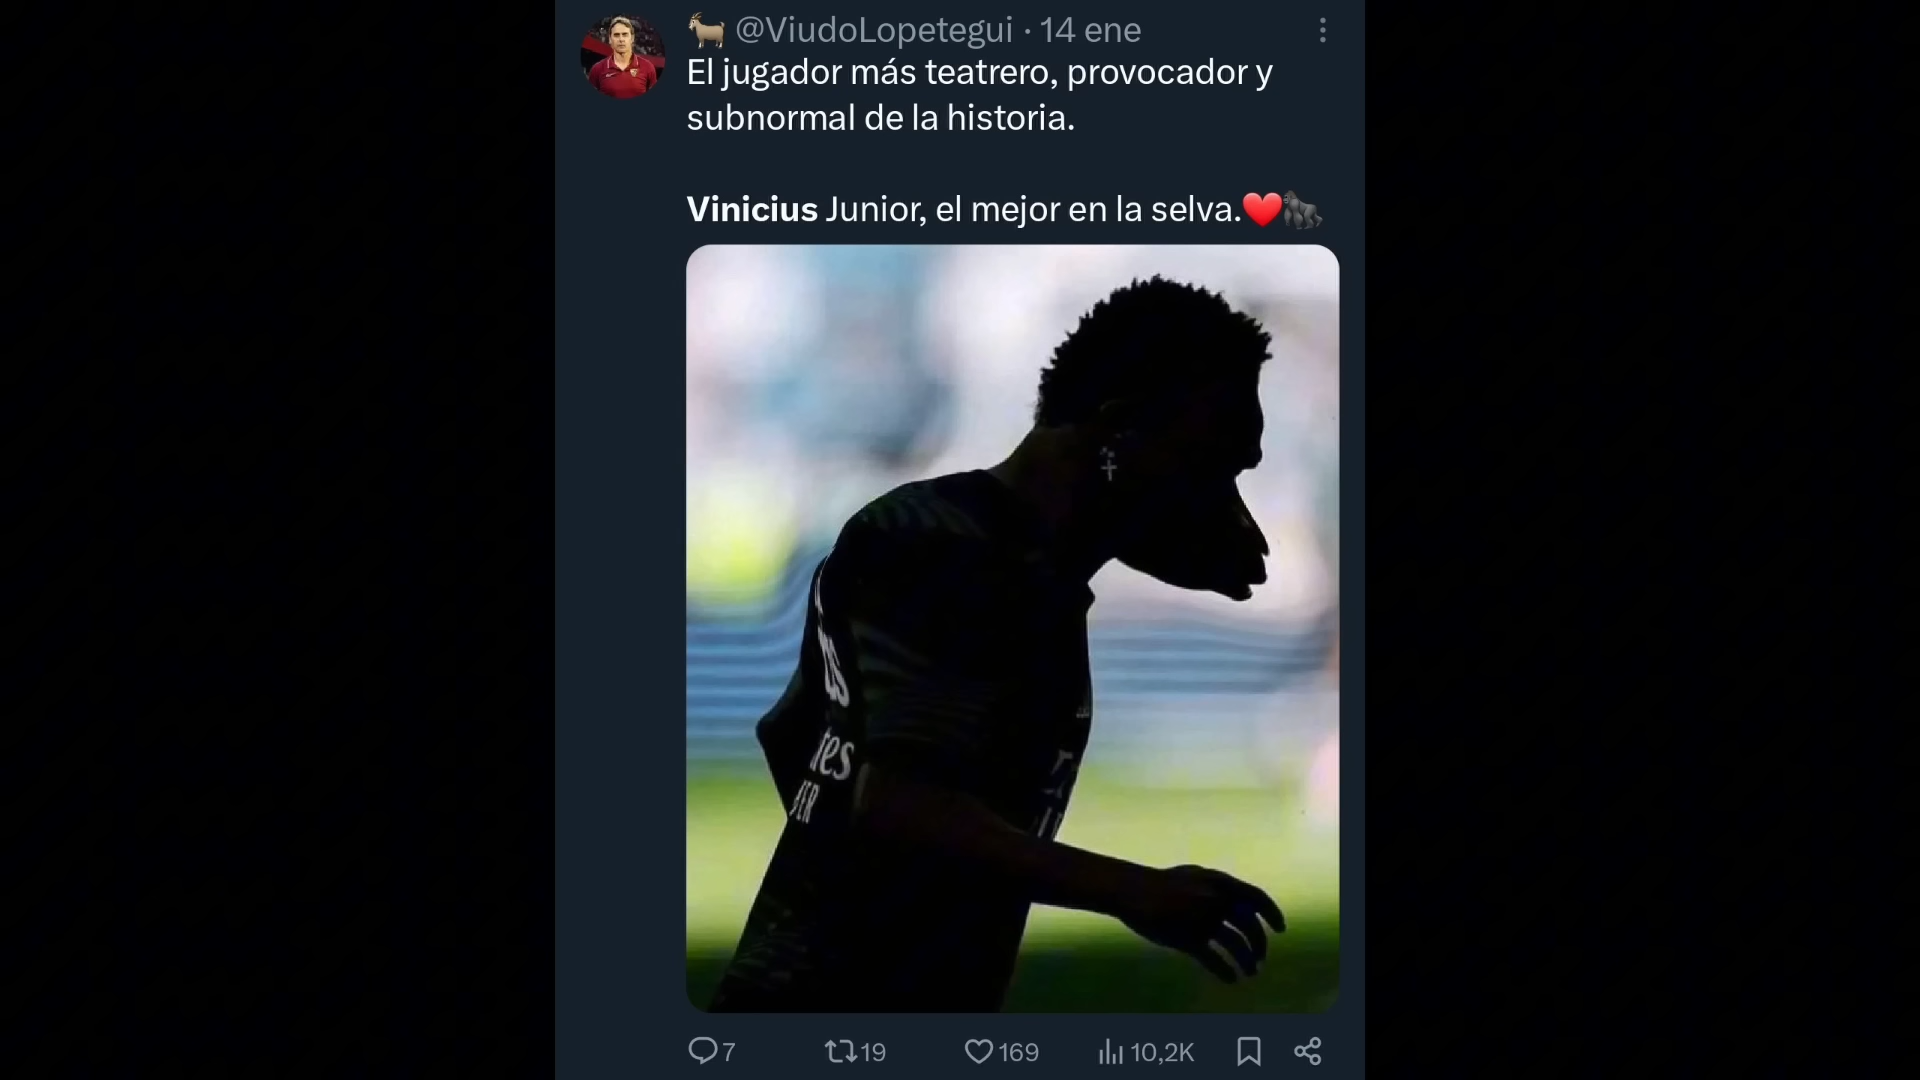 @ViudoLopetegui · 14 ene
El jugador más teatrero, provocador y
subnormal de la historia.
Vinicius Junior, el mejor en la selva.❤️🦍
tes
7 19 169 10,2K